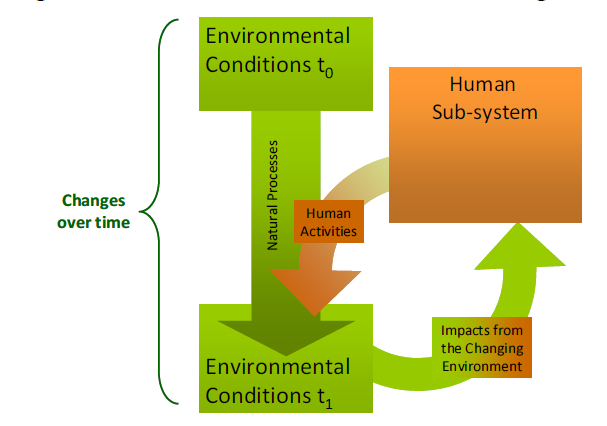 Environmental
Conditions t₀
Human
Sub-system
Natural Processes
Changes
over time
Human
Activities
Impacts from
the Changing
Environment
Environmental
Conditions t₁